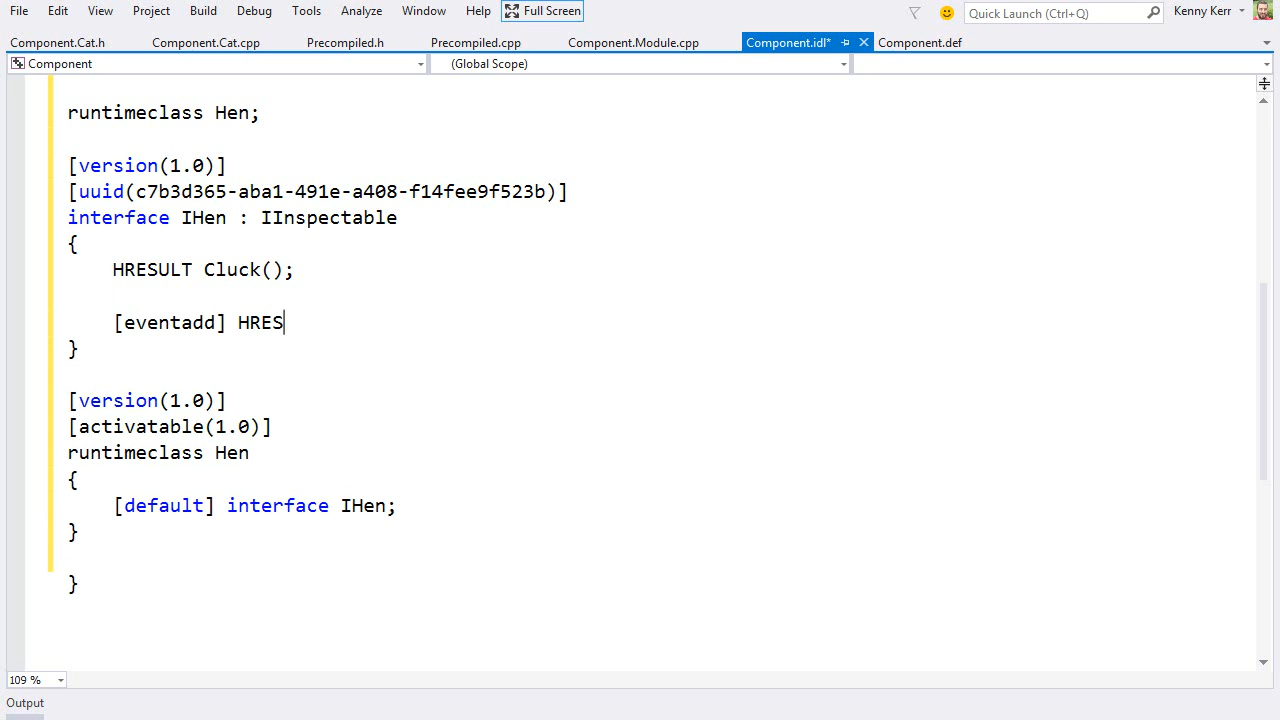 File Edit View Project Build Debug Tools Analyze Window Help Full Screen Quick Launch (Ctrl+Q) Kenny Kerr
Component.Cat.h Component.Cat.cpp Precompiled.h Precompiled.cpp Component.Module.cpp Component.idl* Component.def
Component (Global Scope)
runtimeclass Hen;
[version(1.0)]
[uuid(c7b3d365-aba1-491e-a408-f14fee9f523b)]
interface IHen : IInspectable
{
HRESULT Cluck();
[eventadd] HRES
}
[version(1.0)]
[activatable(1.0)]
runtimeclass Hen
{
[default] interface IHen;
}
}
109 %
Output